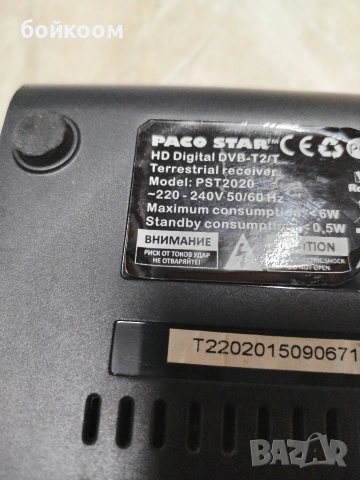 бойкоом
PACO STAR™ CE
HD Digital DVB-T2/T
Terrestrial receiver
Model: PST2020
~220 - 240V 50/60 Hz
Maximum consumption: <6W
Standby consumption: <0,5W
ВНИМАНИЕ
РИСК ОТ ТОКОВ УДАР
НЕ ОТВАРЯЙТЕ!
T2202015090671
BAZAR